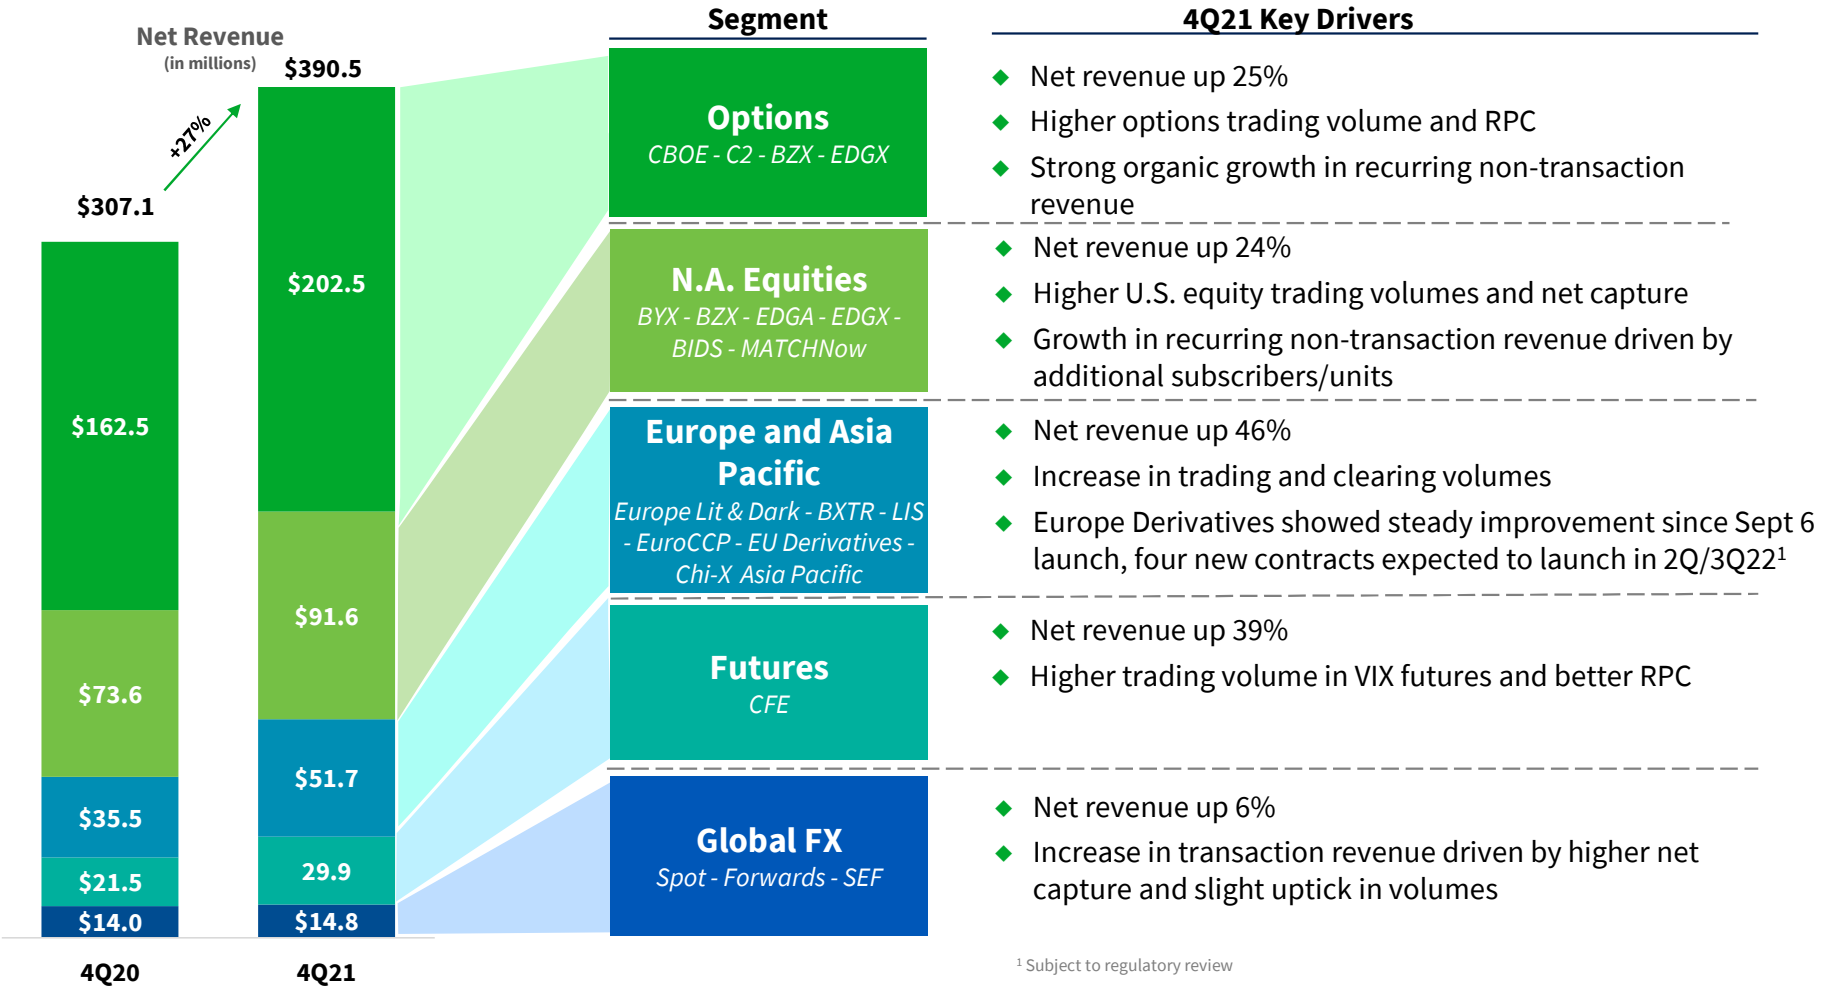 Net Revenue
(in millions)
$390.5
+27%
$307.1
$162.5
$73.6
$35.5
$21.5
$14.0
4Q20
$202.5
$91.6
$51.7
29.9
$14.8
4Q21
Segment
Options
CBOE - C2 - BZX - EDGX
N.A. Equities
BYX - BZX - EDGA - EDGX -
BIDS - MATCHNow
Europe and Asia
Pacific
Europe Lit & Dark - BXTR - LIS
- EuroCCP - EU Derivatives -
Chi-X Asia Pacific
Futures
CFE
Global FX
Spot - Forwards - SEF
4Q21 Key Drivers
◆ Net revenue up 25%
◆ Higher options trading volume and RPC
◆ Strong organic growth in recurring non-transaction
revenue
◆ Net revenue up 24%
◆ Higher U.S. equity trading volumes and net capture
◆ Growth in recurring non-transaction revenue driven by
additional subscribers/units
◆ Net revenue up 46%
◆ Increase in trading and clearing volumes
◆ Europe Derivatives showed steady improvement since Sept 6
launch, four new contracts expected to launch in 2Q/3Q22¹
◆ Net revenue up 39%
◆ Higher trading volume in VIX futures and better RPC
◆ Net revenue up 6%
◆ Increase in transaction revenue driven by higher net
capture and slight uptick in volumes
¹ Subject to regulatory review